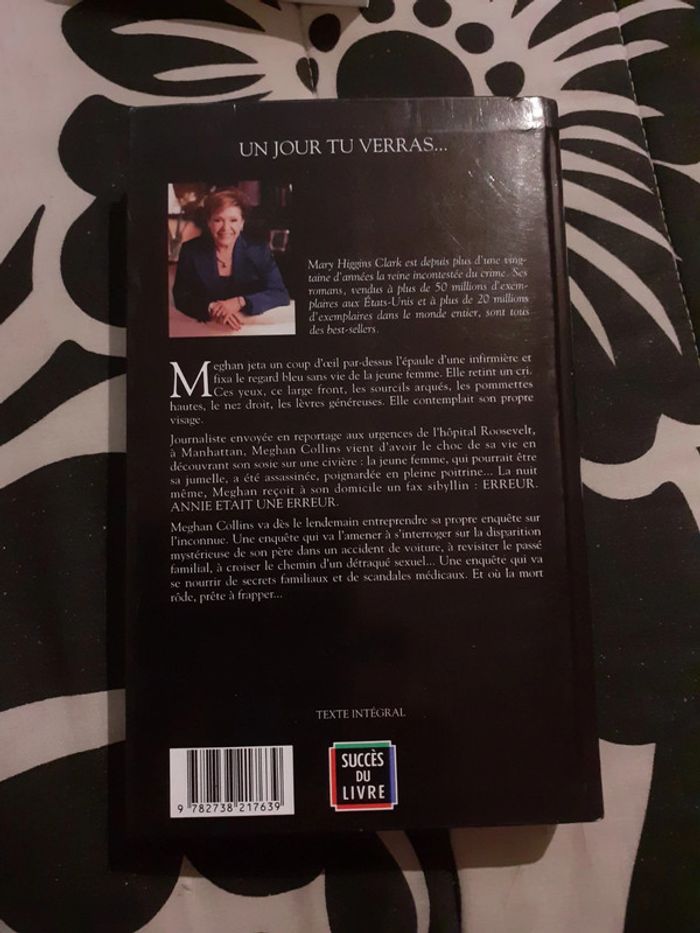 UN JOUR TU VERRAS...
Mary Higgins Clark est depuis plus d'une ving-
taine d'années la reine incontestée du crime. Ses
romans, vendus à plus de 50 millions d'exem-
plaires aux États-Unis et à plus de 20 millions
d'exemplaires dans le monde entier, sont tous
des best-sellers.
Meghan jeta un coup d'œil par-dessus l'épaule d'une infirmière et
fixa le regard bleu sans vie de la jeune femme. Elle retint un cri.
Ces yeux, ce large front, les sourcils arqués, les pommettes
hautes, le nez droit, les lèvres généreuses. Elle contemplait son propre
visage.
Journaliste envoyée en reportage aux urgences de l'hôpital Roosevelt,
à Manhattan, Meghan Collins vient d'avoir le choc de sa vie en
découvrant son sosie sur une civière : la jeune femme, qui pourrait être
sa jumelle, a été assassinée, poignardée en pleine poitrine... La nuit
même, Meghan reçoit à son domicile un fax sibyllin : ERREUR.
ANNIE ETAIT UNE ERREUR.
Meghan Collins va dès le lendemain entreprendre sa propre enquête sur
l'inconnue. Une enquête qui va l'amener à s'interroger sur la disparition
mystérieuse de son père dans un accident de voiture, à revisiter le passé
familial, à croiser le chemin d'un détraqué sexuel... Une enquête qui va
se nourrir de secrets familiaux et de scandales médicaux. Et où la mort
rôde, prête à frapper...
TEXTE INTÉGRAL
SUCCÈS
DU
LIVRE
9 782738 217639